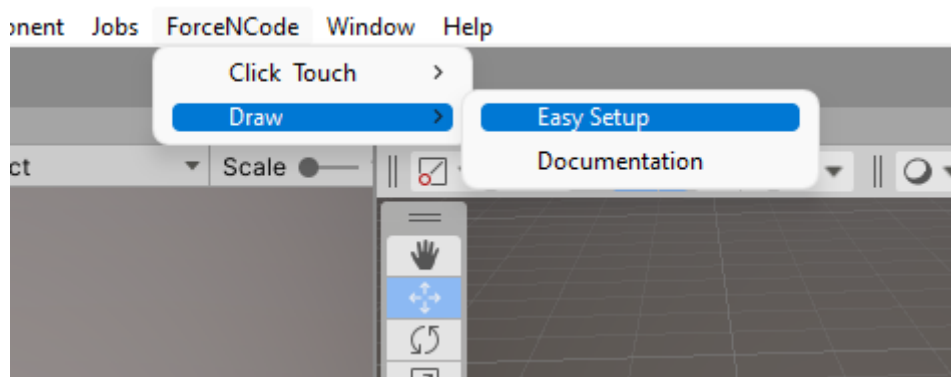 onent Jobs ForceNCode Window Help
Click Touch
Draw
Easy Setup
Documentation
ct
Scale